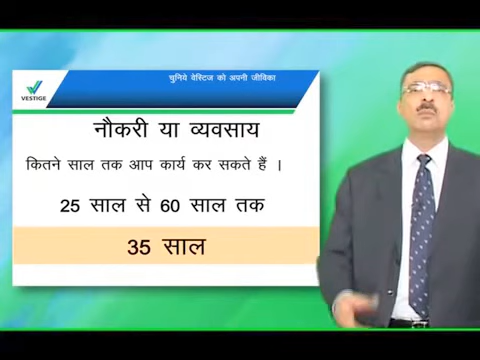 चुनिये वेस्टिज को अपनी जीविका
VESTIGE
नौकरी या व्यवसाय
कितने साल तक आप कार्य कर सकते हैं ।
25 साल से 60 साल तक
35 साल